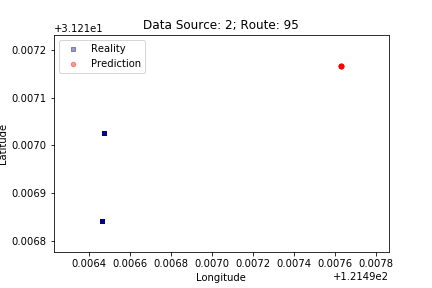 Data Source: 2; Route: 95
+3.121e1
Reality
Prediction
0.0072
0.0071
0.0070
0.0069
0.0068
Latitude
0.0064 0.0066 0.0068 0.0070 0.0072 0.0074 0.0076 0.0078
Longitude
+1.2149e2